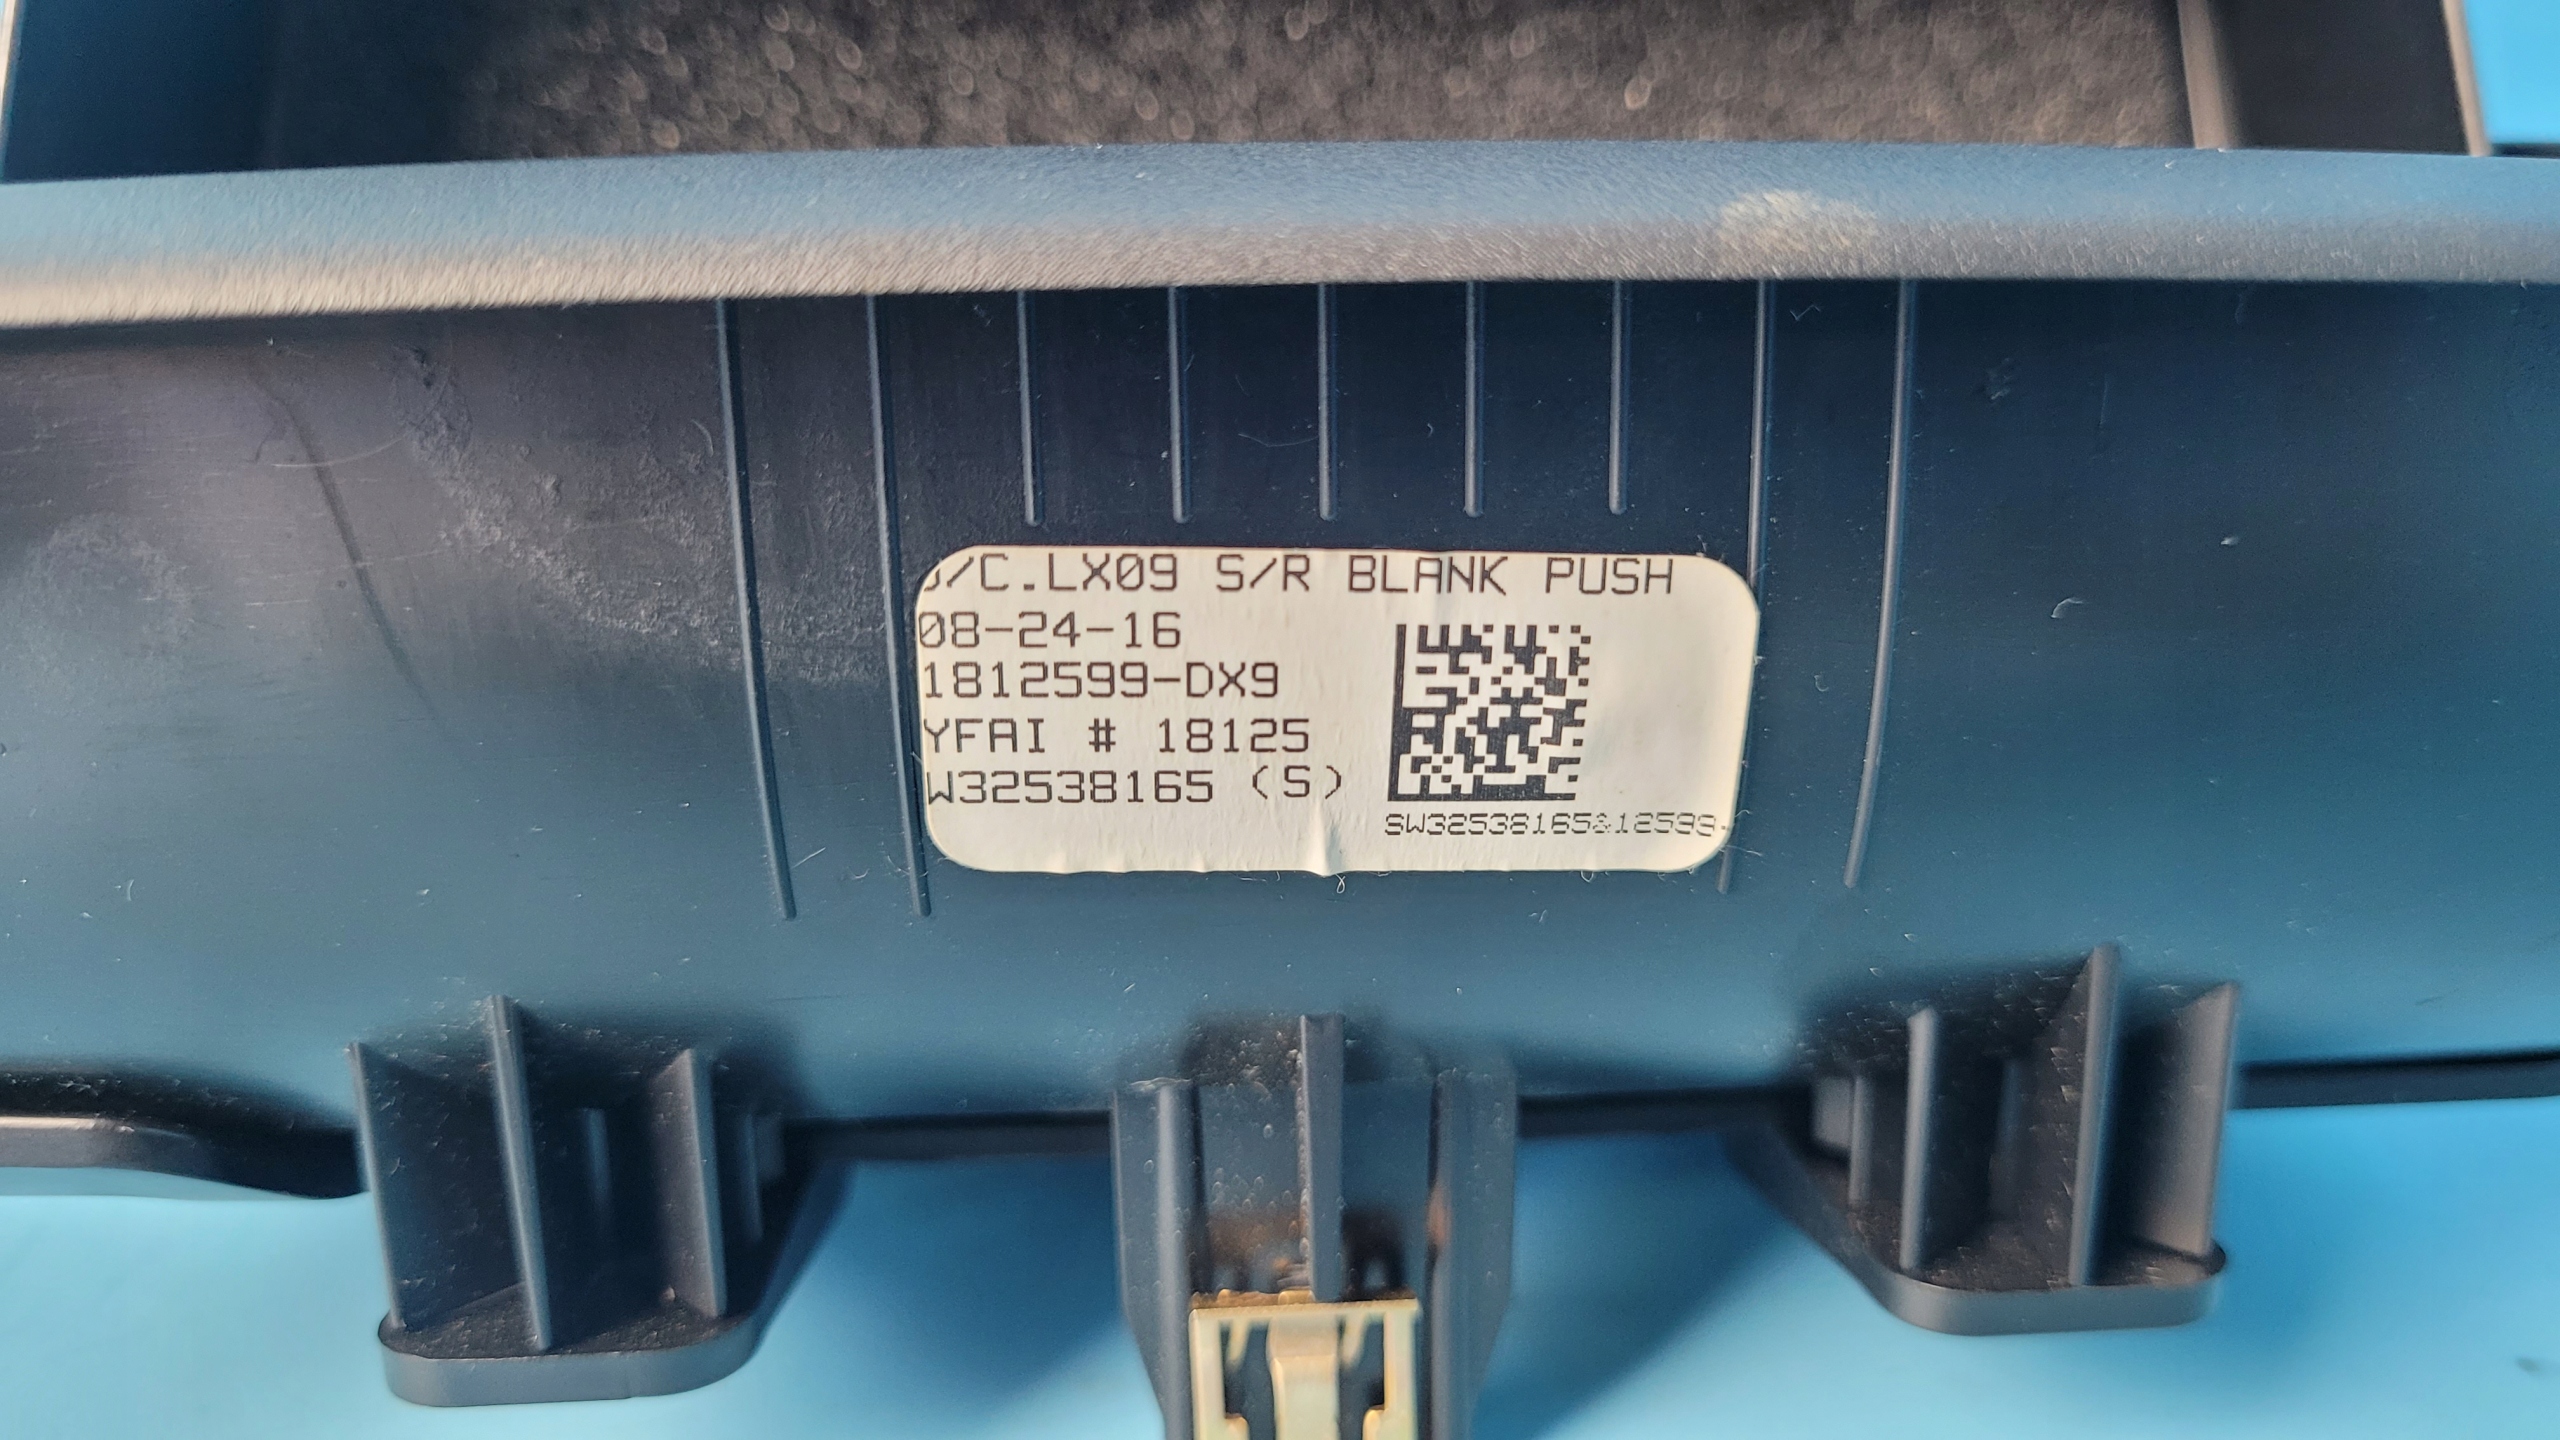 /C.LX09 S/R BLANK PUSH
08-24-16
1812599-DX9
YFAI # 18125
W32538165 (S)
SW32538165&12599-